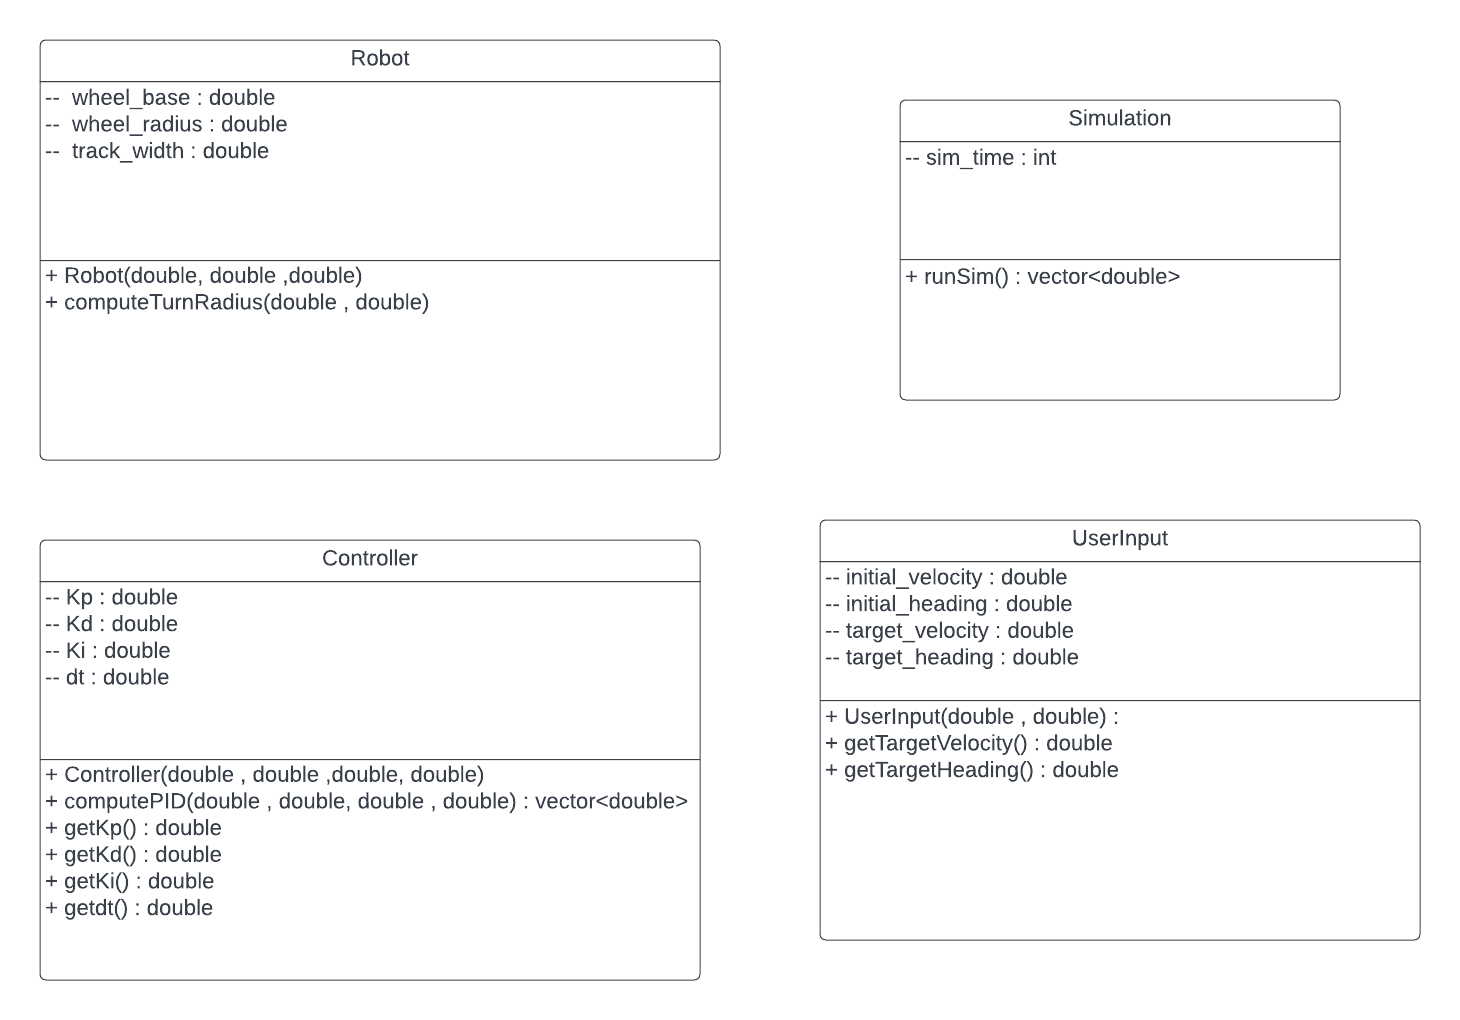 Robot
-- wheel_base : double
-- wheel_radius : double
-- track_width : double
+ Robot(double, double ,double)
+ computeTurnRadius(double , double)
Simulation
-- sim_time : int
+ runSim() : vector<double>
Controller
-- Kp : double
-- Kd : double
-- Ki : double
-- dt : double
+ Controller(double , double ,double, double)
+ computePID(double , double, double , double) : vector<double>
+ getKp() : double
+ getKd() : double
+ getKi() : double
+ getdt() : double
UserInput
-- initial_velocity : double
-- initial_heading : double
-- target_velocity : double
-- target_heading : double
+ UserInput(double , double) :
+ getTargetVelocity() : double
+ getTargetHeading() : double